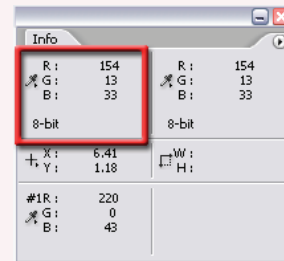 Info
R: 154 R: 154
G: 13 G: 13
B: 33 B: 33
8-bit 8-bit
X: 6.41 W:
Y: 1.18 H:
#1R: 220
G: 0
B: 43